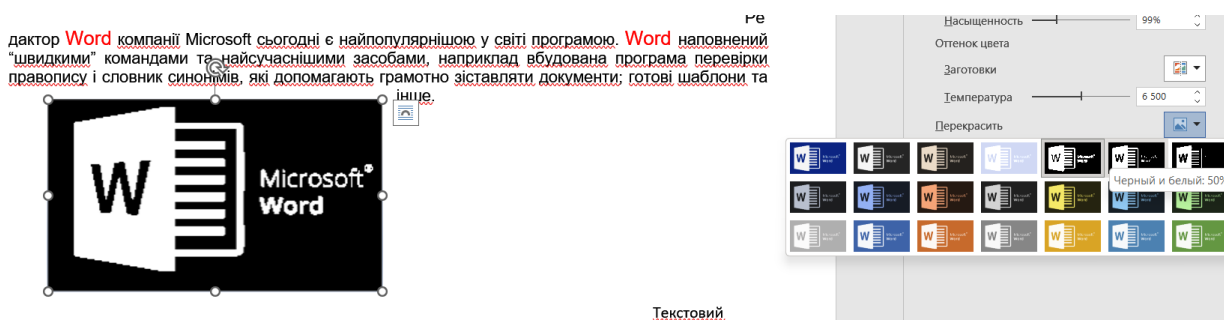 Ре
дактор Word компанії Microsoft сьогодні є найпопулярнішою у світі програмою. Word наповнений
“швидкими” командами та найсучаснішими засобами, наприклад вбудована програма перевірки
правопису і словник синонімів, які допомагають грамотно зіставляти документи; готові шаблони та
інше.
W
Microsoft®
Word
Текстовий
Насыщенность 99%
Оттенок цвета
Заготовки
Температура 6 500
Перекрасить
Черный и белый: 50%